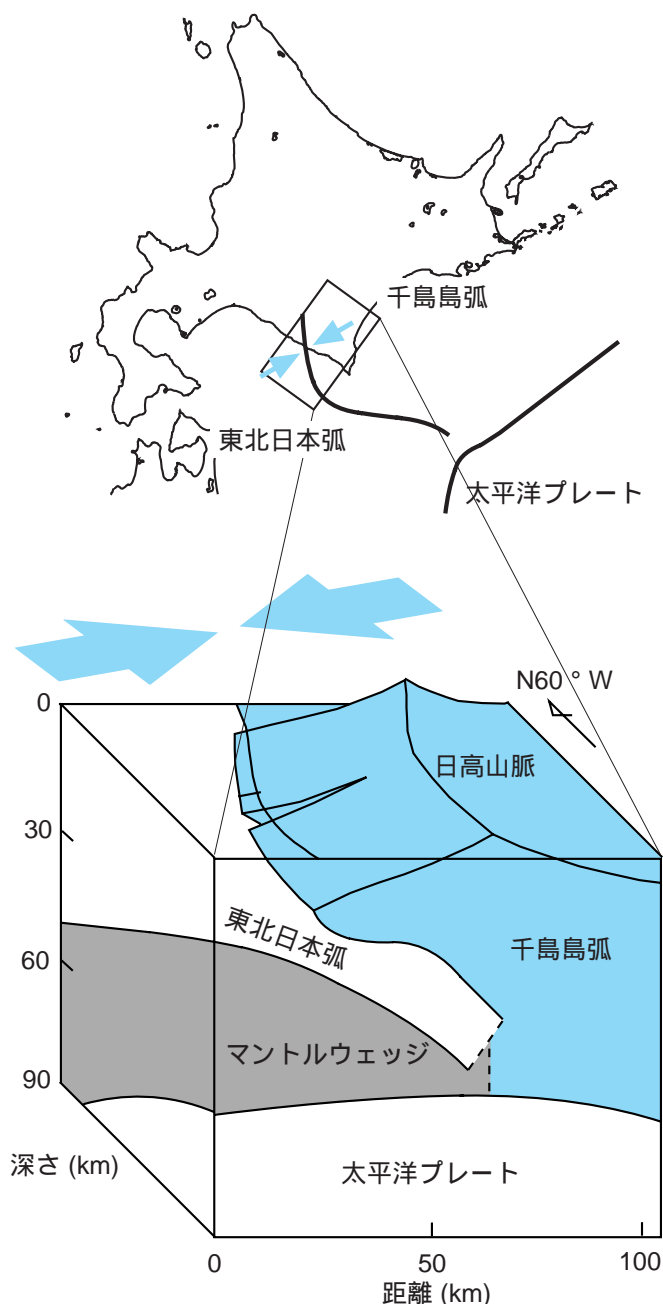 千島島弧
東北日本弧
太平洋プレート
N60 ° W
0
日高山脈
30
東北日本弧
千島島弧
60
マントルウェッジ
90
深さ (km)
太平洋プレート
0
50
100
距離 (km)